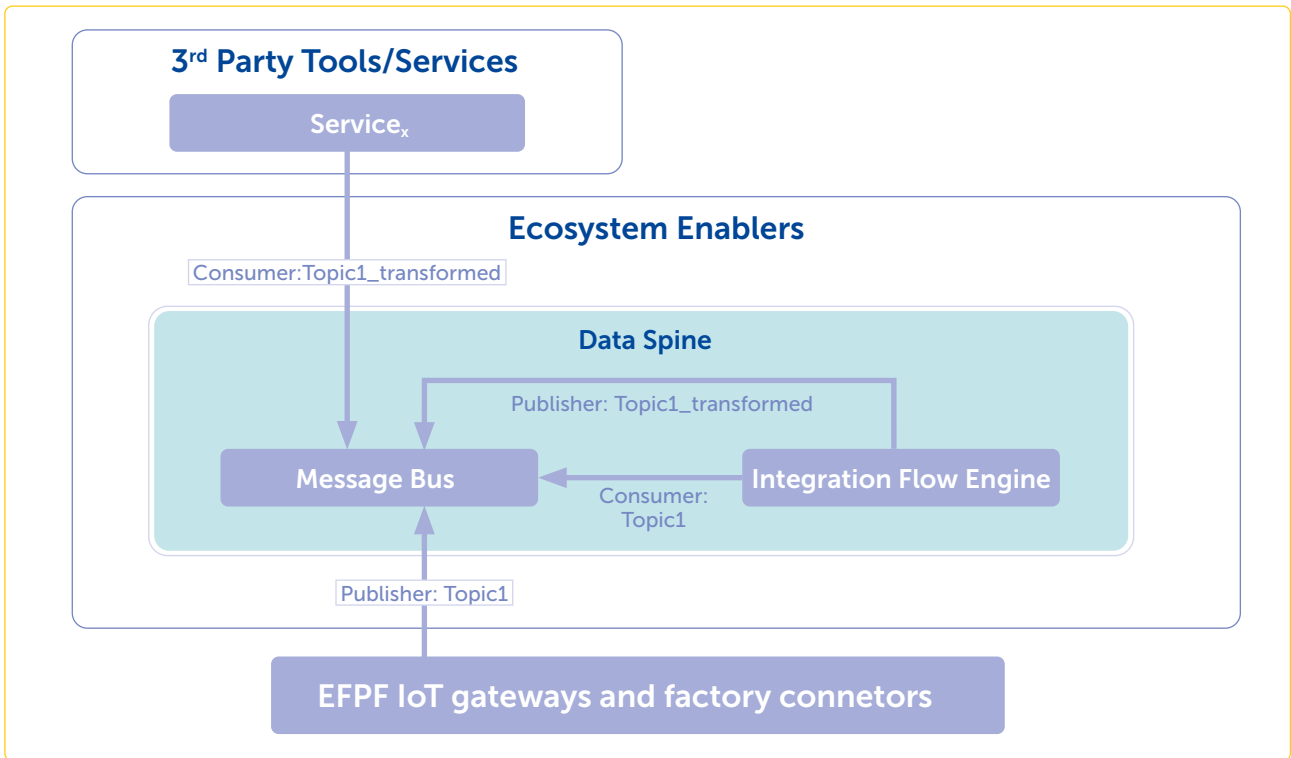 3rd Party Tools/Services
Servicex
Ecosystem Enablers
Consumer:Topic1_transformed
Data Spine
Publisher: Topic1_transformed
Message Bus
Integration Flow Engine
Consumer:
Topic1
Publisher: Topic1
EFPF IoT gateways and factory connetors